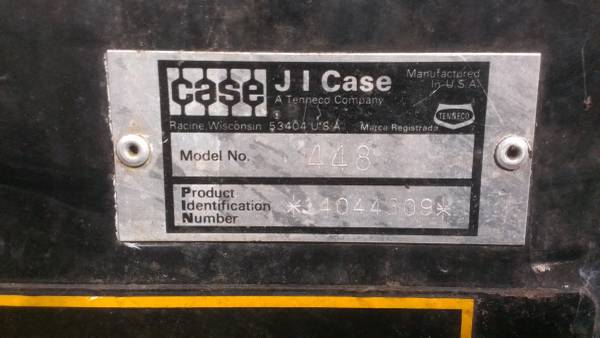 case J I Case
A Tenneco Company
Manufactured
In U.S.A.
®
TENNECO
Racine, Wisconsin 53404 U.S.A. Marca Registrada
Model No. 448
Product
Identification
Number